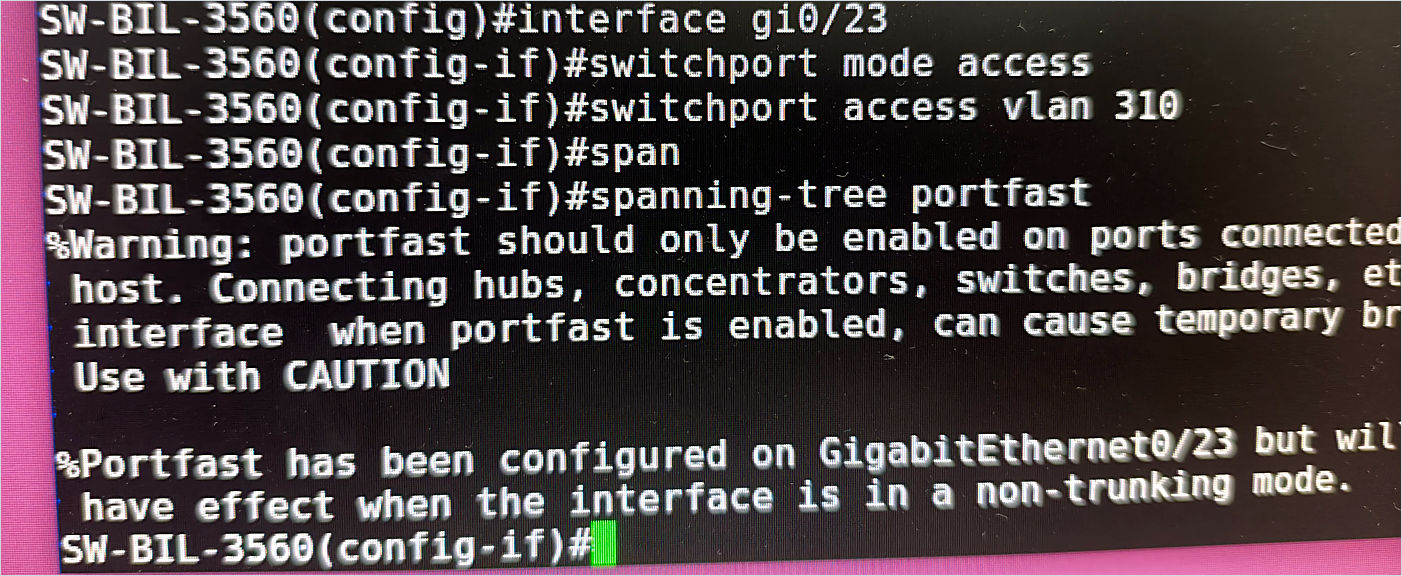 SW-BIL-3560(config)#interface gi0/23
SW-BIL-3560(config-if)#switchport mode access
SW-BIL-3560(config-if)#switchport access vlan 310
SW-BIL-3560(config-if)#span
SW-BIL-3560(config-if)#spanning-tree portfast
%Warning: portfast should only be enabled on ports connected
host. Connecting hubs, concentrators, switches, bridges, et
interface  when portfast is enabled, can cause temporary br
Use with CAUTION
%Portfast has been configured on GigabitEthernet0/23 but wil
have effect when the interface is in a non-trunking mode.
SW-BIL-3560(config-if)#